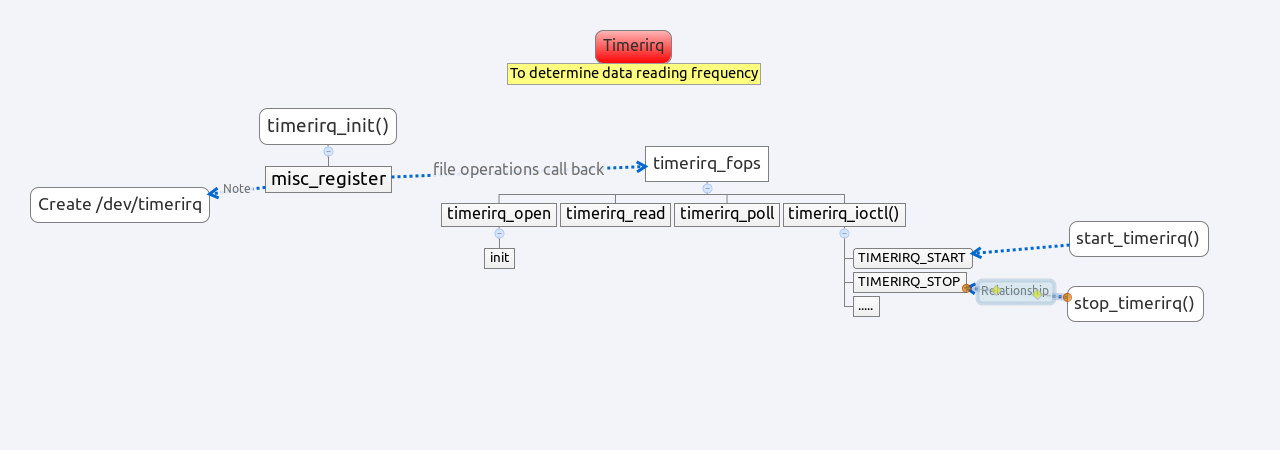 Timerirq
To determine data reading frequency
timerirq_init()
misc_register
file operations call back
timerirq_fops
Note
Create /dev/timerirq
timerirq_open
timerirq_read
timerirq_poll
timerirq_ioctl()
init
TIMERIRQ_START
start_timerirq()
TIMERIRQ_STOP
Relationship
stop_timerirq()
.....